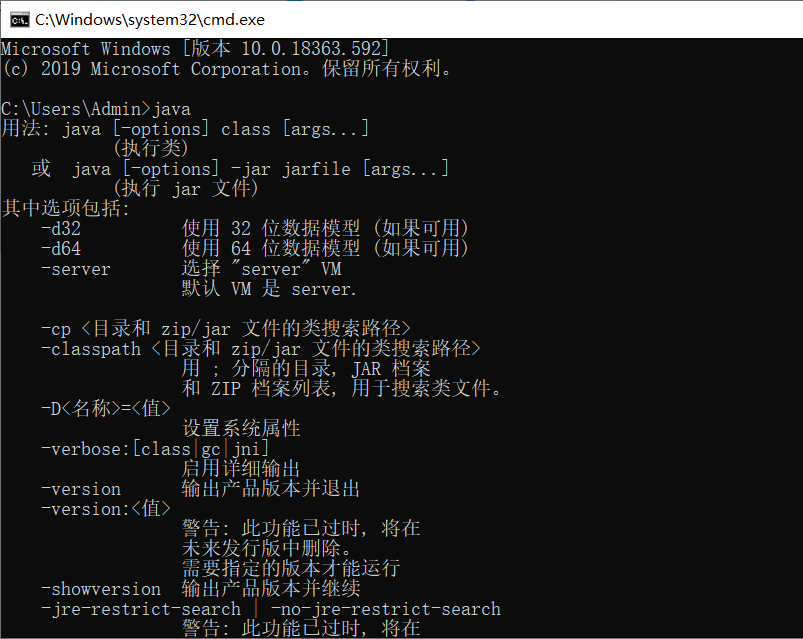 C:\Windows\system32\cmd.exe
Microsoft Windows [版本 10.0.18363.592]
(c) 2019 Microsoft Corporation。保留所有权利。
C:\Users\Admin>java
用法: java [-options] class [args...]
(执行类)
或  java [-options] -jar jarfile [args...]
(执行 jar 文件)
其中选项包括:
-d32 使用 32 位数据模型 (如果可用)
-d64 使用 64 位数据模型 (如果可用)
-server 选择 "server" VM
默认 VM 是 server.
-cp <目录和 zip/jar 文件的类搜索路径>
-classpath <目录和 zip/jar 文件的类搜索路径>
用 ; 分隔的目录, JAR 档案
和 ZIP 档案列表, 用于搜索类文件。
-D<名称>=<值>
设置系统属性
-verbose:[class|gc|jni]
启用详细输出
-version 输出产品版本并退出
-version:<值>
警告: 此功能已过时, 将在
未来发行版中删除。
需要指定的版本才能运行
-showversion 输出产品版本并继续
-jre-restrict-search | -no-jre-restrict-search
警告: 此功能已过时, 将在